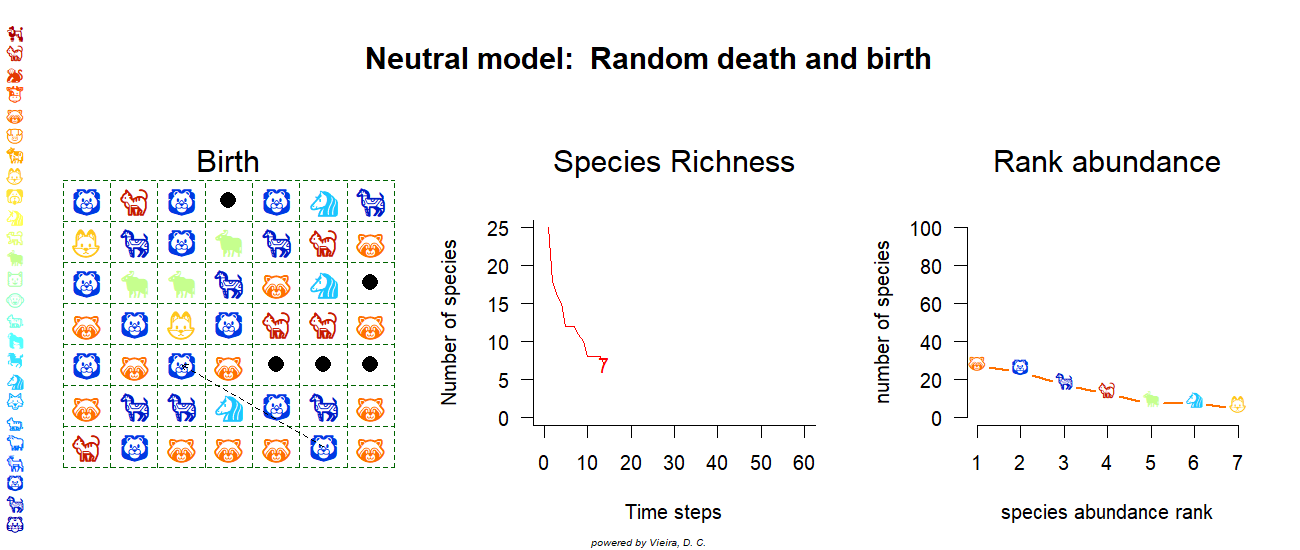 Neutral model:  Random death and birth
Birth
Species Richness
Rank abundance
Number of species
25
20
15
10
5
0
7
0 10 20 30 40 50 60
Time steps
number of species
100
80
60
40
20
0
1 2 3 4 5 6 7
species abundance rank
powered by Vieira, D. C.